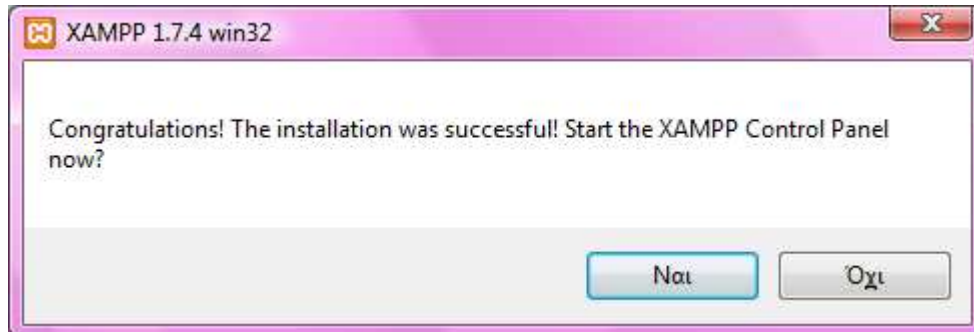 XAMPP 1.7.4 win32
Congratulations! The installation was successful! Start the XAMPP Control Panel
now?
Ναι
Όχι